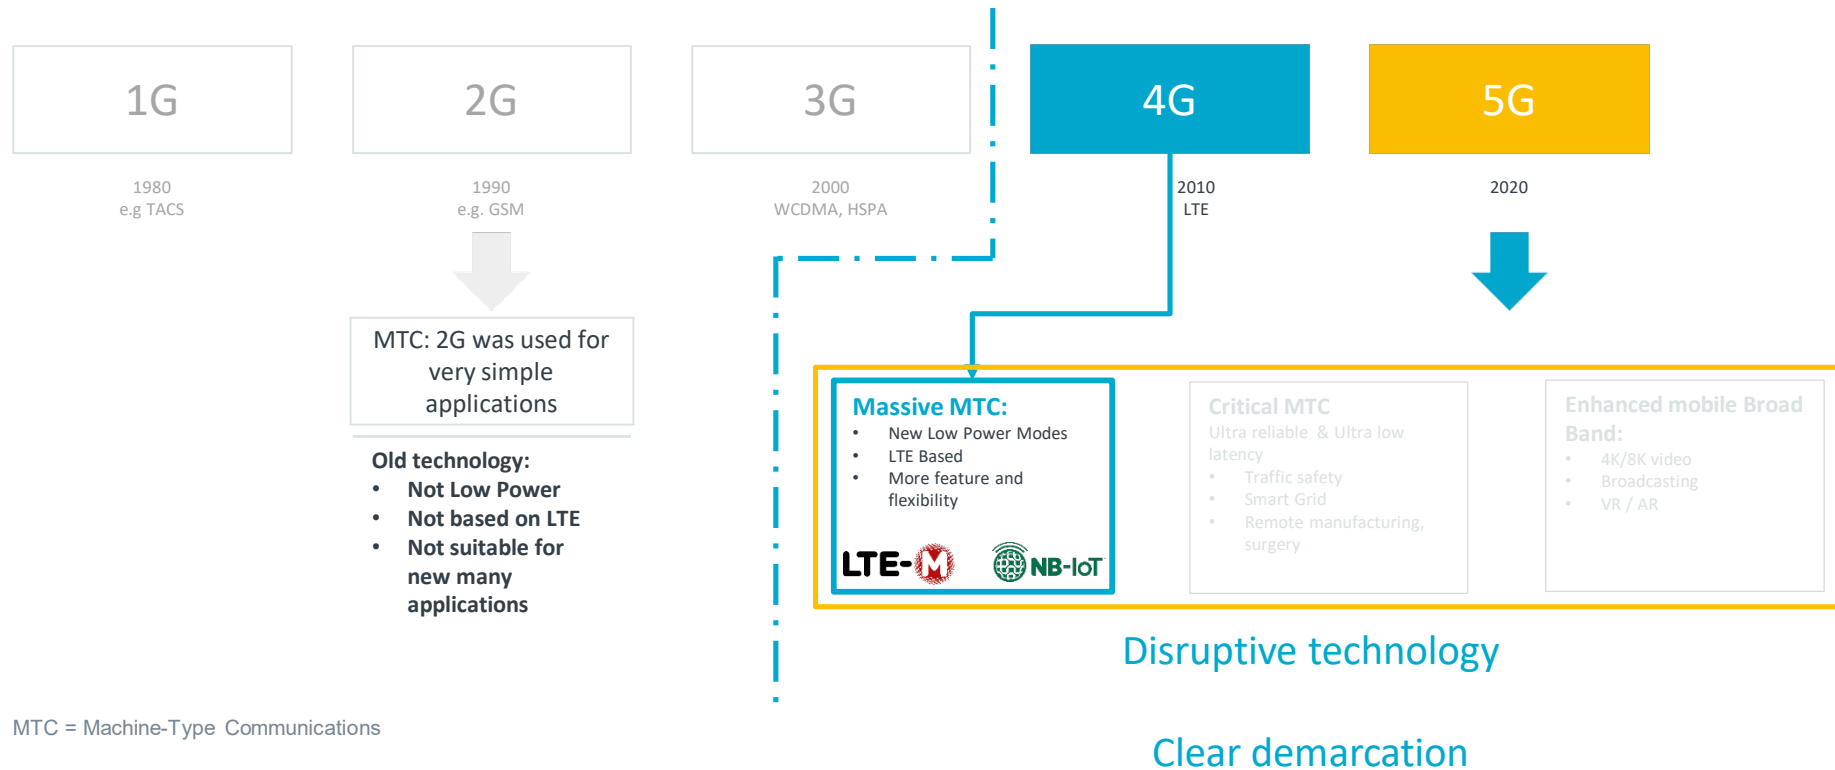 1G
2G
3G
4G
5G
1980
e.g TACS
1990
e.g. GSM
2000
WCDMA, HSPA
2010
LTE
2020
MTC: 2G was used for
very simple
applications
Old technology:
• Not Low Power
• Not based on LTE
• Not suitable for
new many
applications
Massive MTC:
• New Low Power Modes
• LTE Based
• More feature and
flexibility
LTE-M
NB-IoT
Critical MTC
Ultra reliable & Ultra low
latency
• Traffic safety
• Smart Grid
• Remote manufacturing,
surgery
Enhanced mobile Broad
Band:
• 4K/8K video
• Broadcasting
• VR / AR
Disruptive technology
MTC = Machine-Type Communications
Clear demarcation